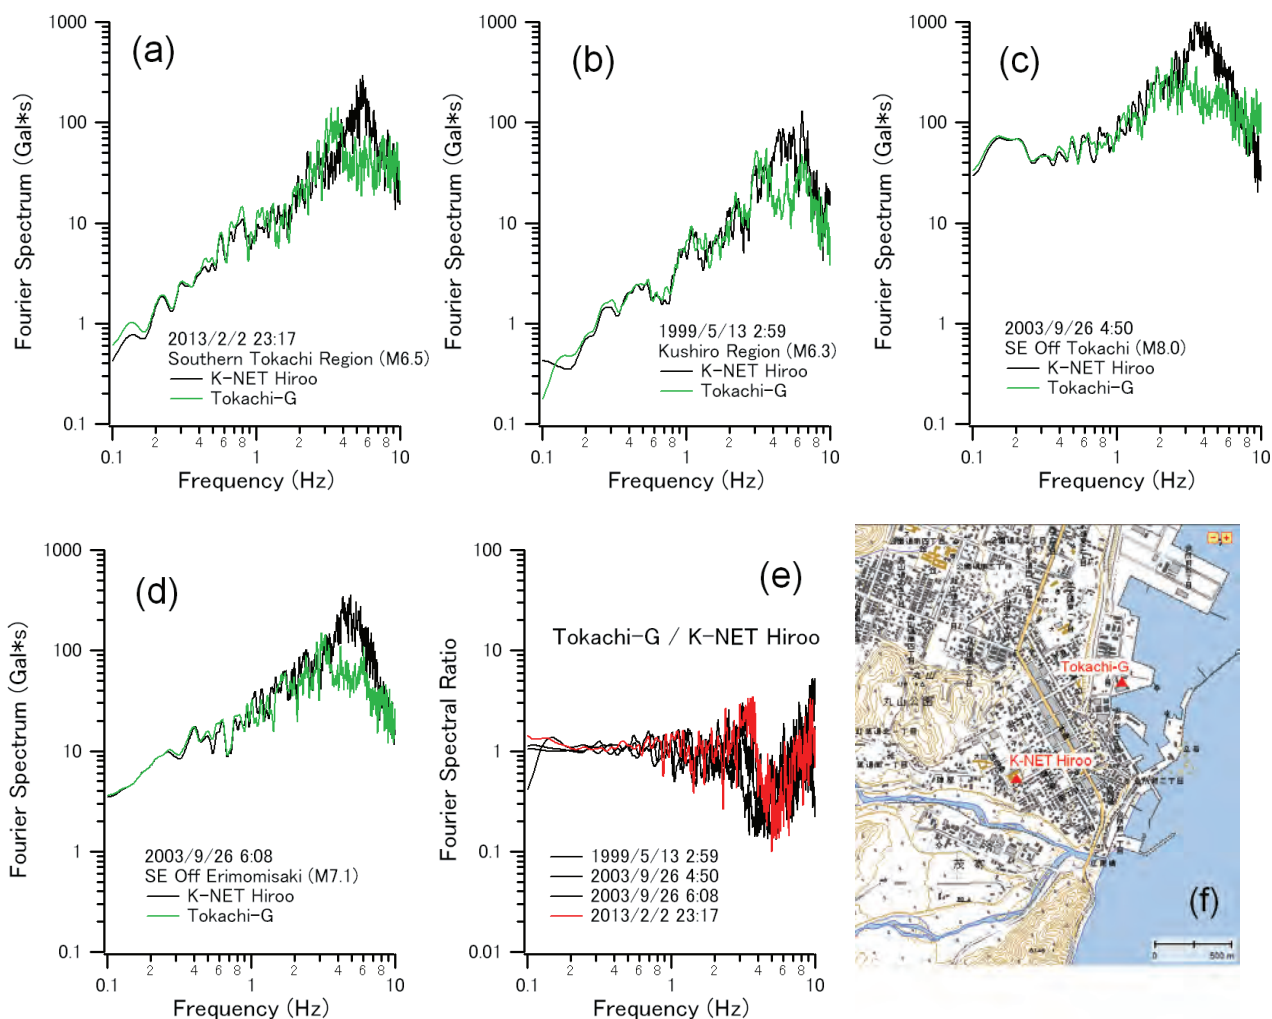 (a)
1000
100
10
1
0.1
Fourier Spectrum (Gal*s)
2013/2/2 23:17
Southern Tokachi Region (M6.5)
K-NET Hiroo
Tokachi-G
0.1 2 4 6 8 1 2 4 6 8 10
Frequency (Hz)
(b)
1000
100
10
1
0.1
Fourier Spectrum (Gal*s)
1999/5/13 2:59
Kushiro Region (M6.3)
K-NET Hiroo
Tokachi-G
0.1 2 4 6 8 1 2 4 6 8 10
Frequency (Hz)
(c)
1000
100
10
1
0.1
Fourier Spectrum (Gal*s)
2003/9/26 4:50
SE Off Tokachi (M8.0)
K-NET Hiroo
Tokachi-G
0.1 2 4 6 8 1 2 4 6 8 10
Frequency (Hz)
(d)
1000
100
10
1
0.1
Fourier Spectrum (Gal*s)
2003/9/26 6:08
SE Off Erimomisaki (M7.1)
K-NET Hiroo
Tokachi-G
0.1 2 4 6 8 1 2 4 6 8 10
Frequency (Hz)
(e)
100
10
1
0.1
0.01
Fourier Spectral Ratio
Tokachi-G / K-NET Hiroo
1999/5/13 2:59
2003/9/26 4:50
2003/9/26 6:08
2013/2/2 23:17
0.1 2 4 6 8 1 2 4 6 8 10
Frequency (Hz)
Tokachi-G
丸山
丸山公園
K-NET Hiroo
茂寄
(f)
0 500 m